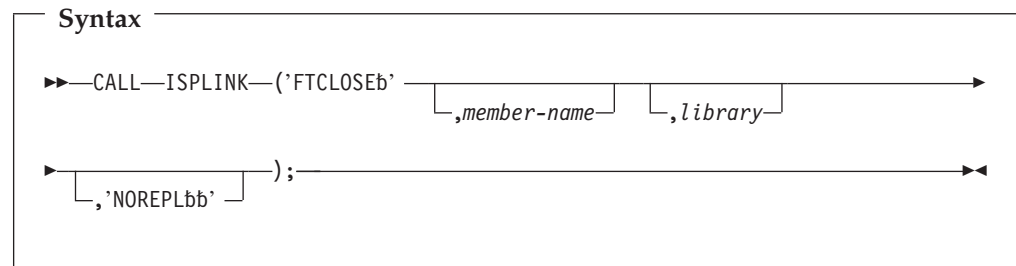 Syntax
CALL ISPLINK ('FTCLOSEƀ'
,member-name ,library
);
,'NOREPLƀƀ'